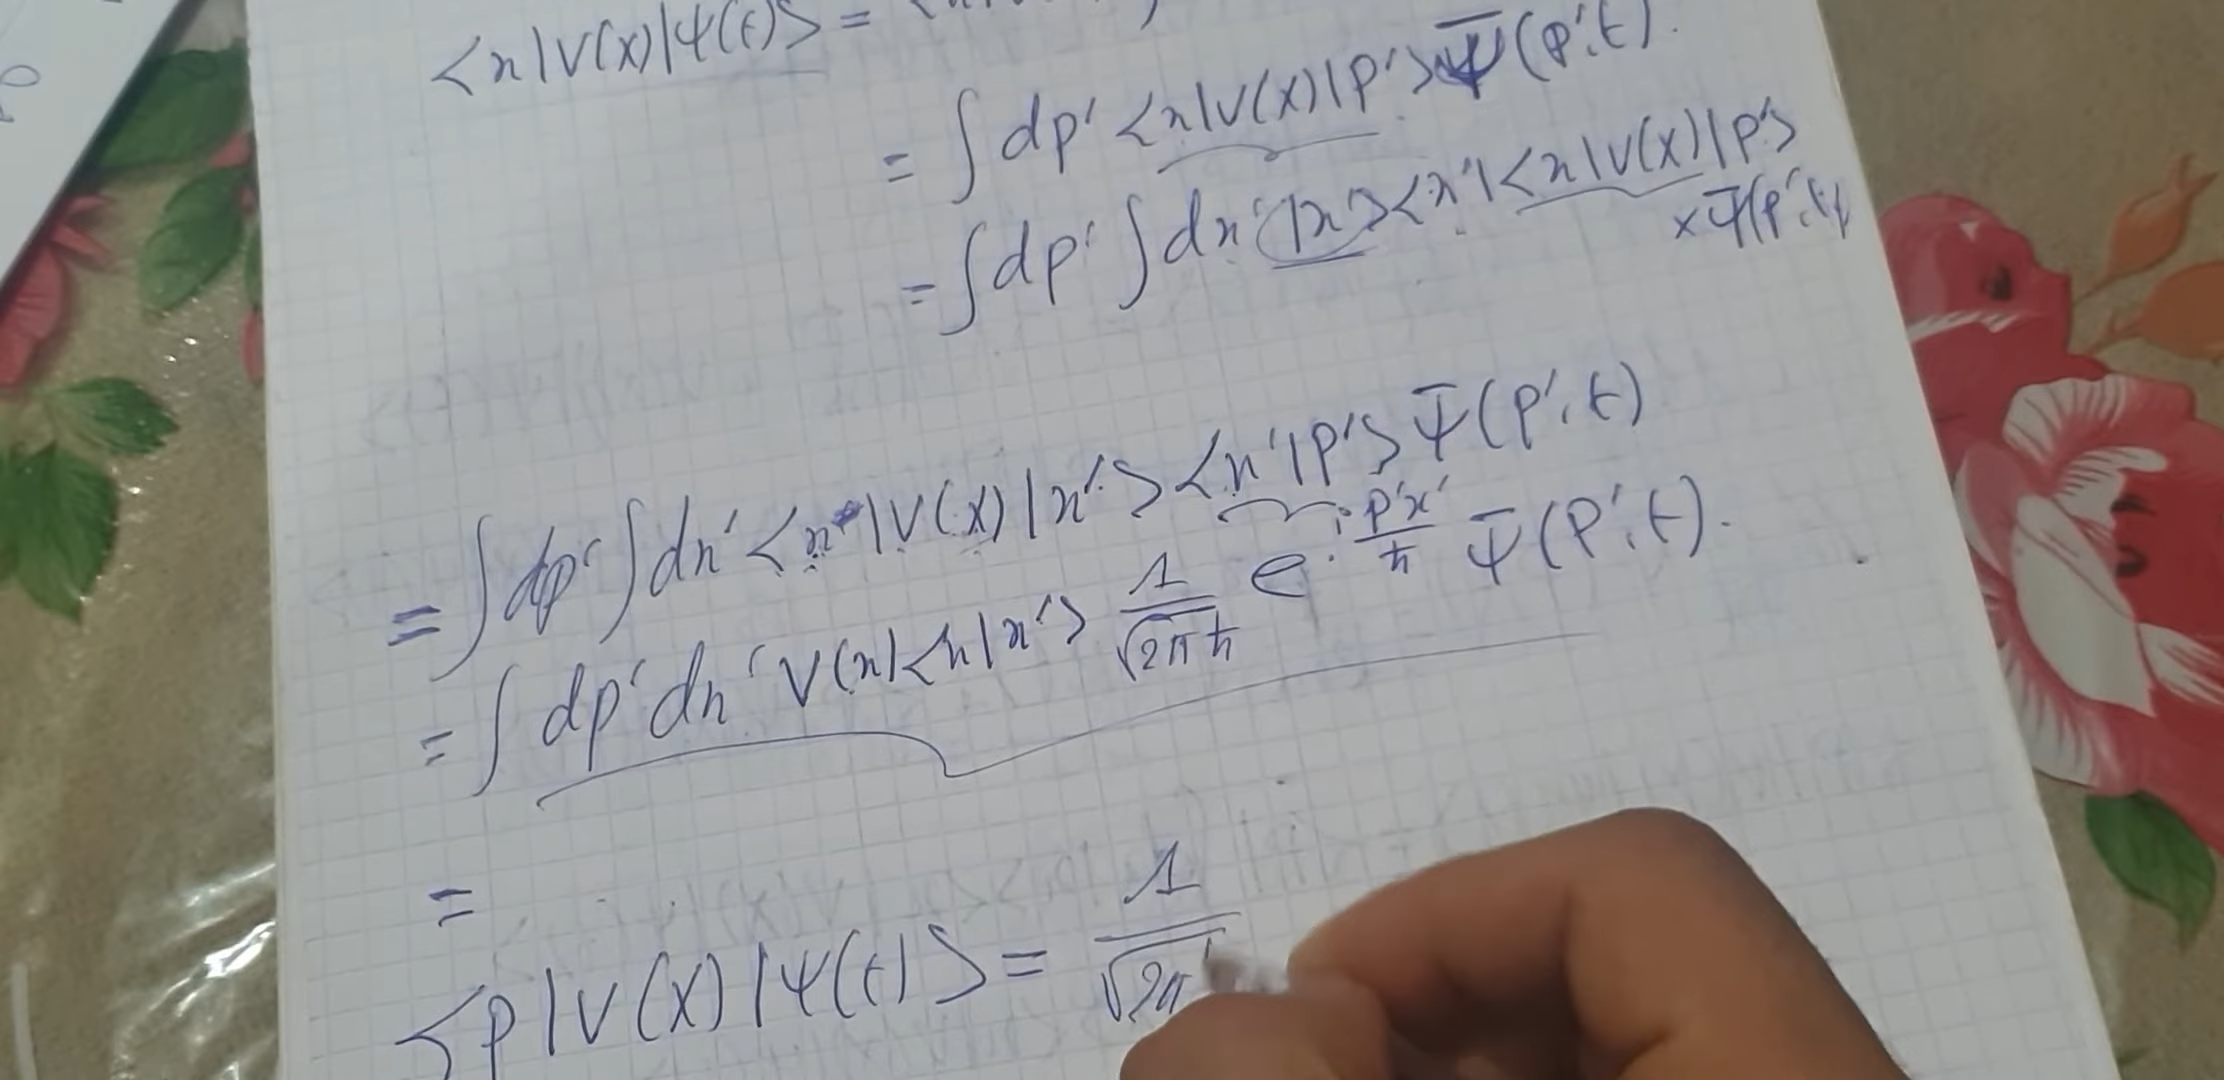 <x|V(X)|ψ(t)> =
= ∫ dp' <x|V(X)|p'> ψ̄(p',t).
= ∫ dp' ∫ dx' |x><x'|<x|V(X)|p'>
× ψ̄(p',t)
= ∫ dp' ∫ dx' <x|V(X)|x'> <x'|p'> ψ̄(p',t)
= ∫ dp' dx' V(x)<x|x'> 1/√2πħ e^{i p'x'/ħ} ψ̄(p',t).
=
<p|V(X)|ψ(t)> = 1/√2π